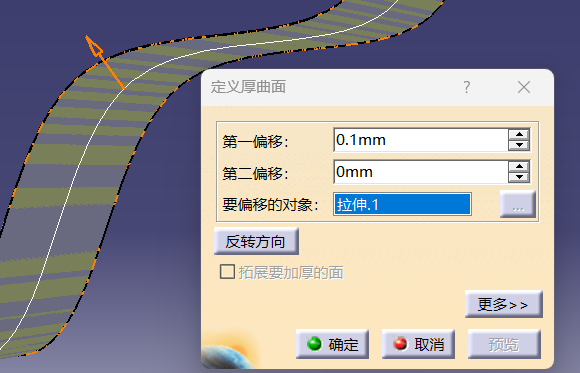 定义厚曲面
?
第一偏移： 0.1mm
第二偏移： 0mm
要偏移的对象： 拉伸.1 ...
反转方向
拓展要加厚的面
更多>>
确定 取消 预览